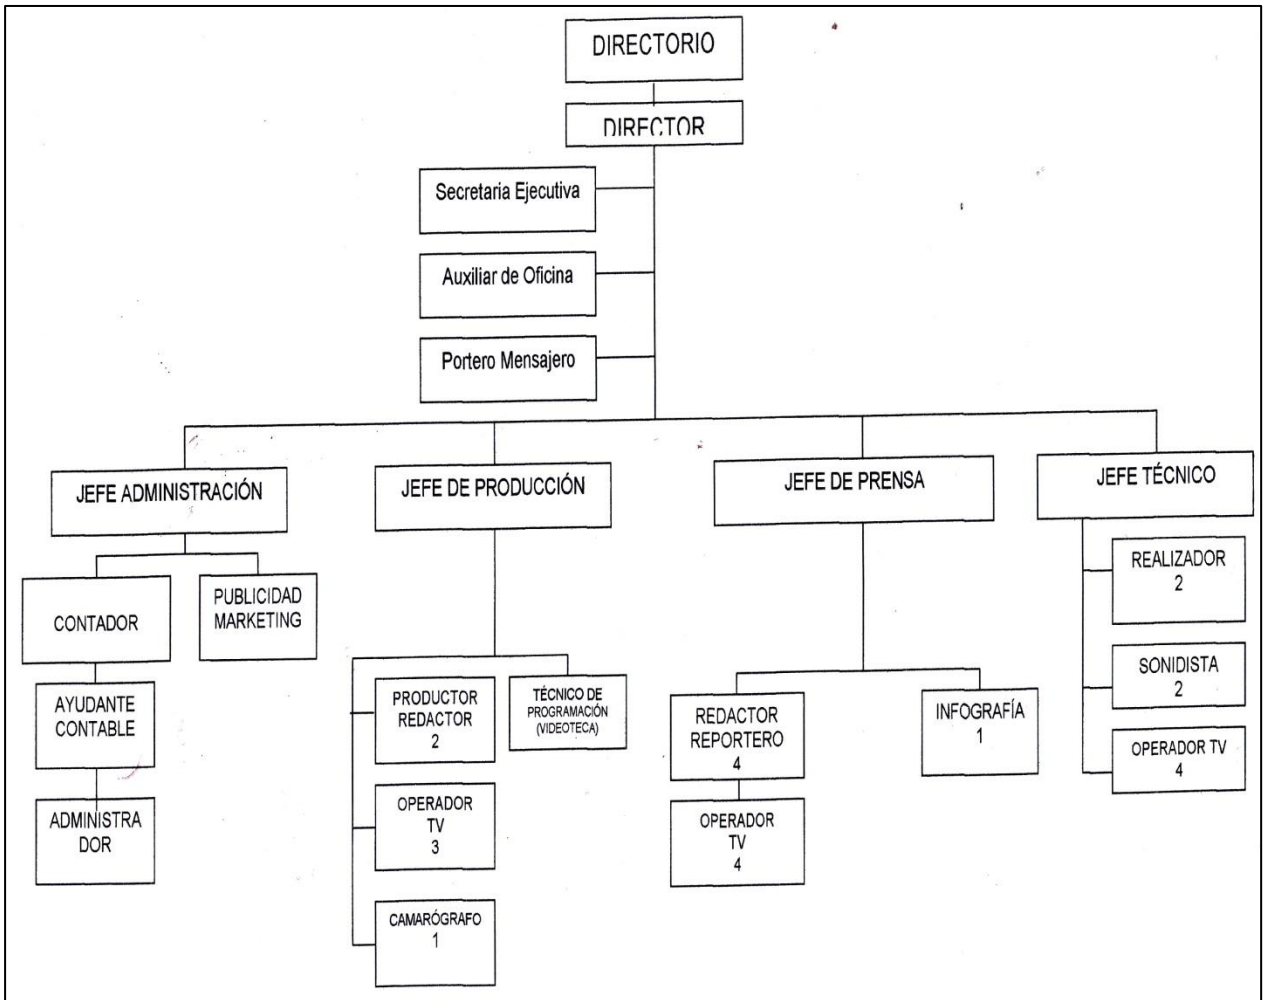 DIRECTORIO
DIRECTOR
Secretaria Ejecutiva
Auxiliar de Oficina
Portero Mensajero
JEFE ADMINISTRACIÓN
JEFE DE PRODUCCIÓN
JEFE DE PRENSA
JEFE TÉCNICO
CONTADOR
PUBLICIDAD
MARKETING
AYUDANTE
CONTABLE
ADMINISTRA
DOR
PRODUCTOR
REDACTOR
2
TÉCNICO DE
PROGRAMACIÓN
(VIDEOTECA)
OPERADOR
TV
3
CAMARÓGRAFO
1
REDACTOR
REPORTERO
4
OPERADOR
TV
4
INFOGRAFÍA
1
REALIZADOR
2
SONIDISTA
2
OPERADOR TV
4